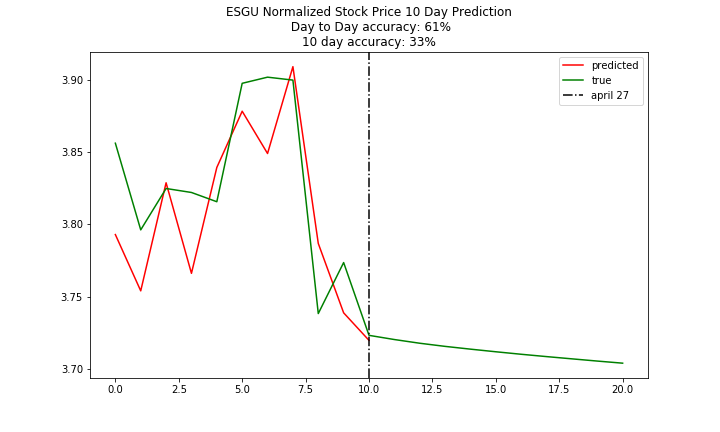 ESGU Normalized Stock Price 10 Day Prediction
Day to Day accuracy: 61%
10 day accuracy: 33%
predicted
true
april 27
3.90
3.85
3.80
3.75
3.70
0.0 2.5 5.0 7.5 10.0 12.5 15.0 17.5 20.0